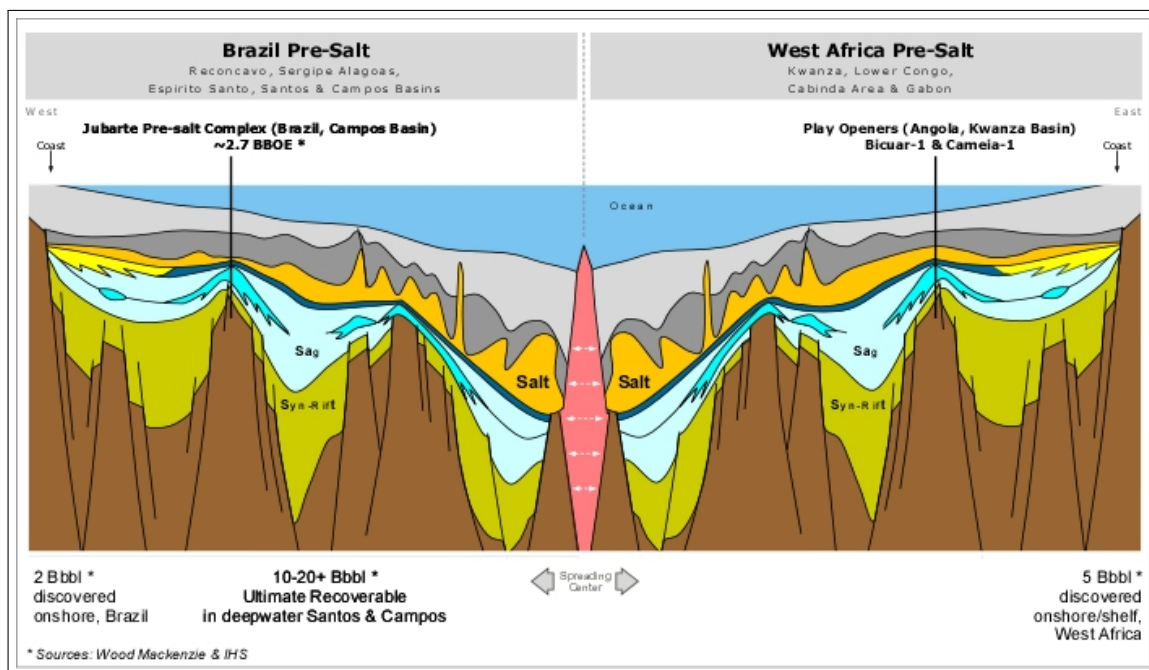 Brazil Pre-Salt
Reconcavo, Sergipe Alagoas,
Espirito Santo, Santos & Campos Basins
West Africa Pre-Salt
Kwanza, Lower Congo,
Cabinda Area & Gabon
West
East
Jubarte Pre-salt Complex (Brazil, Campos Basin)
~2.7 BBOE *
Play Openers (Angola, Kwanza Basin)
Bicuar-1 & Cameia-1
Coast
Coast
Ocean
Sag
Salt
Salt
Sag
Syn-Rift
Syn-Rift
2 Bbbl *
discovered
onshore, Brazil
10-20+ Bbbl *
Ultimate Recoverable
in deepwater Santos & Campos
Spreading
Center
5 Bbbl *
discovered
onshore/shelf,
West Africa
* Sources: Wood Mackenzie & IHS